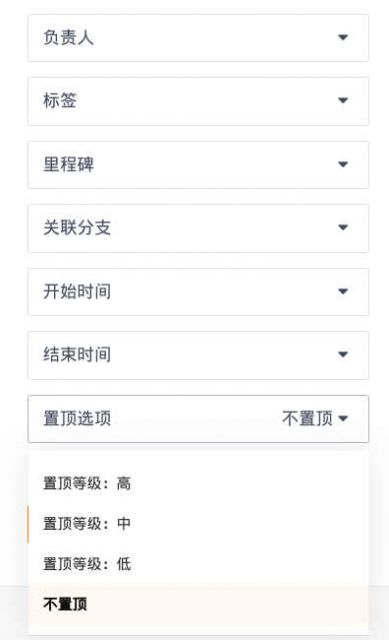 负责人
标签
里程碑
关联分支
开始时间
结束时间
置顶选项 不置顶
置顶等级：高
置顶等级：中
置顶等级：低
不置顶